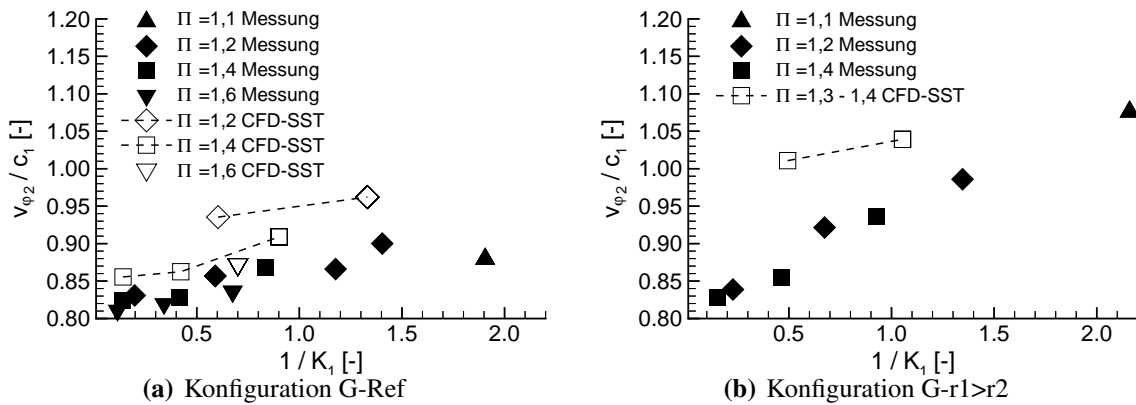 1.20
1.15
1.10
1.05
1.00
0.95
0.90
0.85
0.80
v_φ2 / c_1 [-]
Π =1,1 Messung
Π =1,2 Messung
Π =1,4 Messung
Π =1,6 Messung
Π =1,2 CFD-SST
Π =1,4 CFD-SST
Π =1,6 CFD-SST
0.5 1.0 1.5 2.0
1 / K_1 [-]
(a) Konfiguration G-Ref
1.20
1.15
1.10
1.05
1.00
0.95
0.90
0.85
0.80
v_φ2 / c_1 [-]
Π =1,1 Messung
Π =1,2 Messung
Π =1,4 Messung
Π =1,3 - 1,4 CFD-SST
0.5 1.0 1.5 2.0
1 / K_1 [-]
(b) Konfiguration G-r1>r2